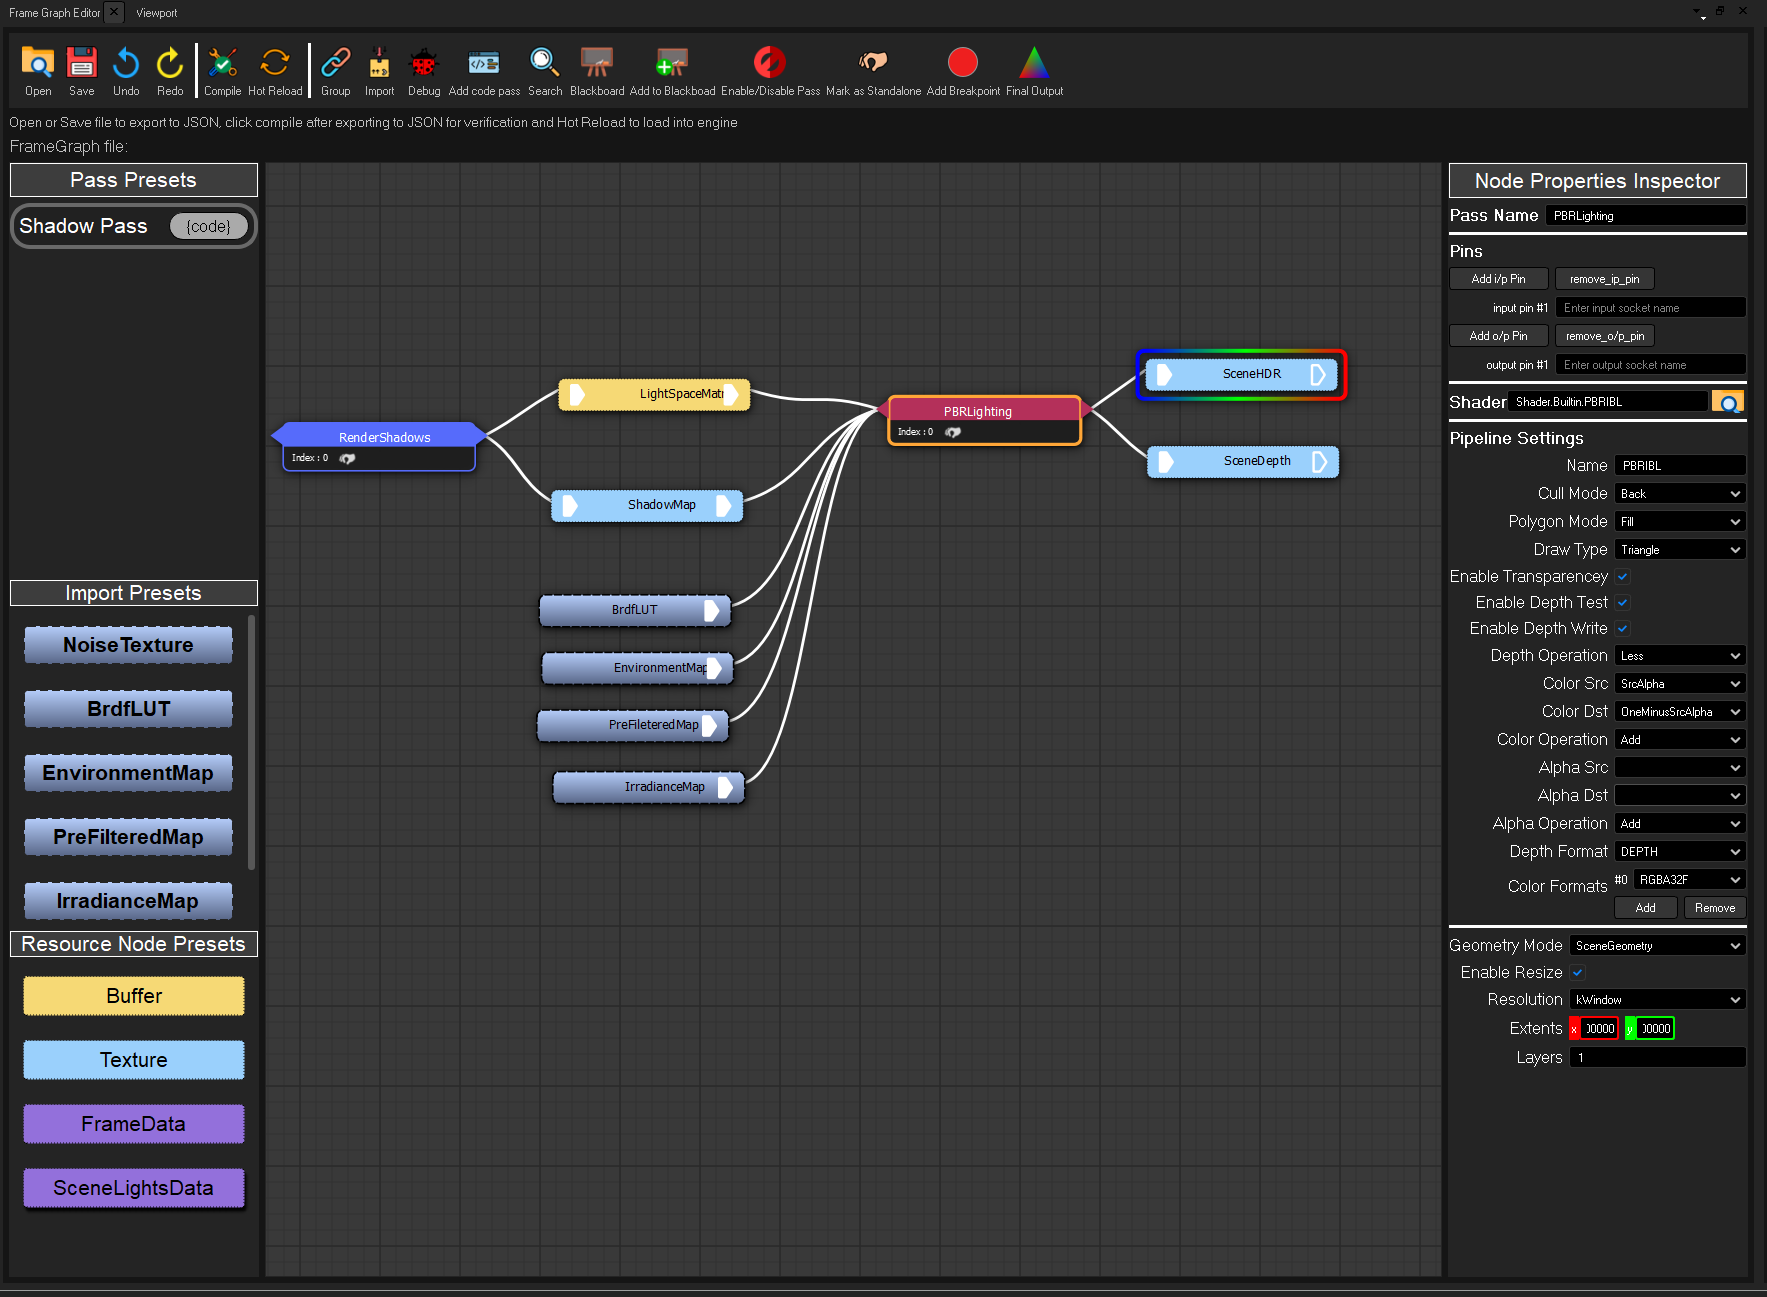 Frame Graph Editor
Viewport
Open
Save
Undo
Redo
Compile
Hot Reload
Group
Import
Debug
Add code pass
Search
Blackboard
Add to Blackboad
Enable/Disable Pass
Mark as Standalone
Add Breakpoint
Final Output
Open or Save file to export to JSON, click compile after exporting to JSON for verification and Hot Reload to load into engine
FrameGraph file:
Pass Presets
Shadow Pass
{code}
Import Presets
NoiseTexture
BrdfLUT
EnvironmentMap
PreFilteredMap
IrradianceMap
Resource Node Presets
Buffer
Texture
FrameData
SceneLightsData
RenderShadows
Index : 0
LightSpaceMatr
ShadowMap
BrdfLUT
EnvironmentMap
PreFileteredMap
IrradianceMap
PBRLighting
Index : 0
SceneHDR
SceneDepth
Node Properties Inspector
Pass Name PBRLighting
Pins
Add i/p Pin remove_ip_pin
input pin #1 Enter input socket name
Add o/p Pin remove_o/p_pin
output pin #1 Enter output socket name
Shader Shader.Builtin.PBRIBL
Pipeline Settings
Name PBRIBL
Cull Mode Back
Polygon Mode Fill
Draw Type Triangle
Enable Transparencey
Enable Depth Test
Enable Depth Write
Depth Operation Less
Color Src SrcAlpha
Color Dst OneMinusSrcAlpha
Color Operation Add
Alpha Src
Alpha Dst
Alpha Operation Add
Depth Format DEPTH
Color Formats #0 RGBA32F
Add Remove
Geometry Mode SceneGeometry
Enable Resize
Resolution kWindow
Extents x 00000 y 00000
Layers 1